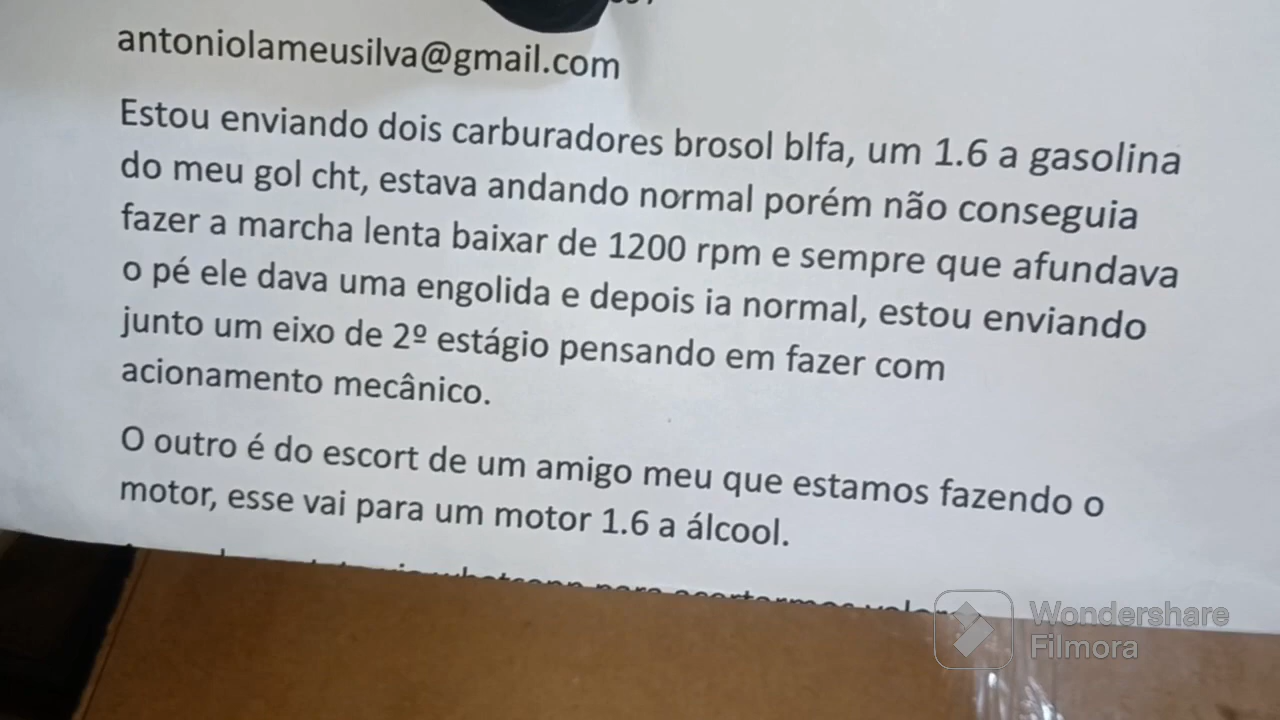 antoniolameusilva@gmail.com
Estou enviando dois carburadores brosol blfa, um 1.6 a gasolina
do meu gol cht, estava andando normal porém não conseguia
fazer a marcha lenta baixar de 1200 rpm e sempre que afundava
o pé ele dava uma engolida e depois ia normal, estou enviando
junto um eixo de 2º estágio pensando em fazer com
acionamento mecânico.
O outro é do escort de um amigo meu que estamos fazendo o
motor, esse vai para um motor 1.6 a álcool.
whatsapp para acertarmos
Wondershare
Filmora